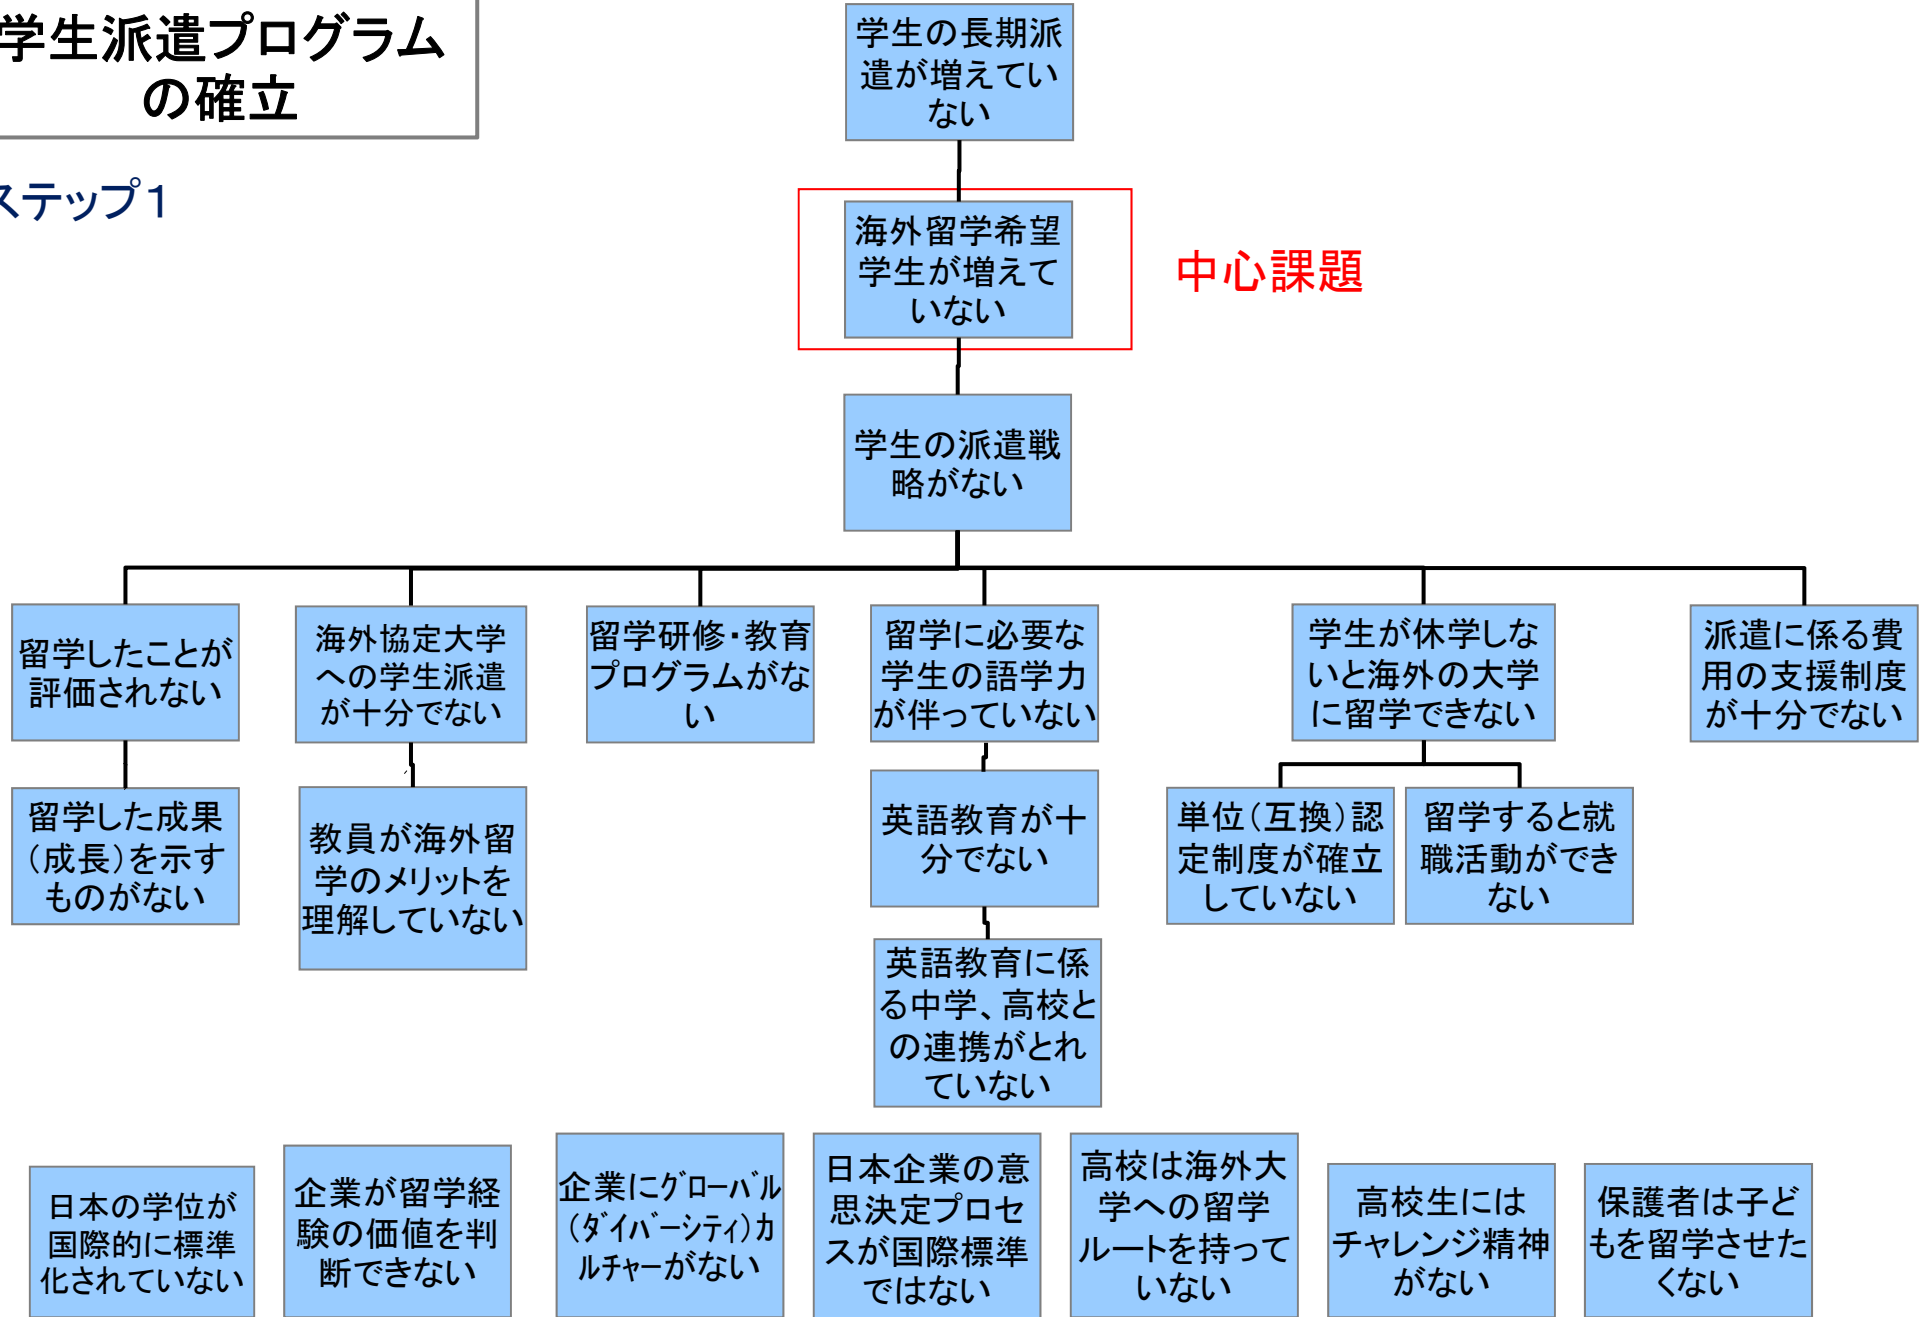 学生派遣プログラム
の確立
ステップ１
学生の長期派
遣が増えてい
ない
海外留学希望
学生が増えて
いない
中心課題
学生の派遣戦
略がない
留学したことが
評価されない
海外協定大学
への学生派遣
が十分でない
留学研修・教育
プログラムがな
い
留学に必要な
学生の語学力
が伴っていない
学生が休学しな
いと海外の大学
に留学できない
派遣に係る費
用の支援制度
が十分でない
留学した成果
（成長）を示す
ものがない
教員が海外留
学のメリットを
理解していない
英語教育が十
分でない
単位（互換）認
定制度が確立
していない
留学すると就
職活動ができ
ない
英語教育に係
る中学、高校と
の連携がとれ
ていない
日本の学位が
国際的に標準
化されていない
企業が留学経
験の価値を判
断できない
企業にｸﾞﾛｰﾊﾞﾙ
（ﾀﾞｲﾊﾞｰｼﾃｨ）ｶ
ﾙﾁｬｰがない
日本企業の意
思決定プロセ
スが国際標準
ではない
高校は海外大
学への留学
ルートを持って
いない
高校生には
チャレンジ精神
がない
保護者は子ど
もを留学させた
くない